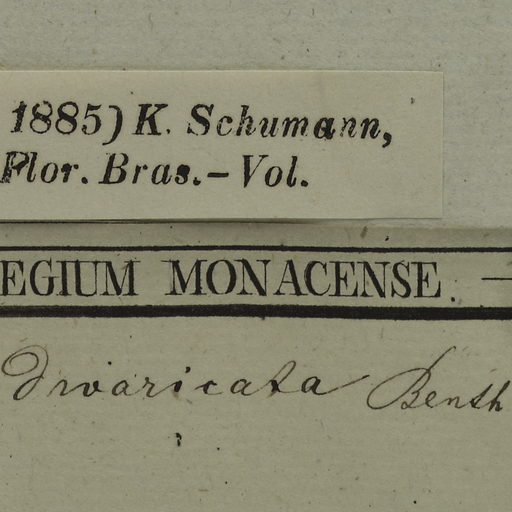 1885) K. Schumann,
Flor. Bras. – Vol.
EGIUM MONACENSE. —
Divaricata Benth